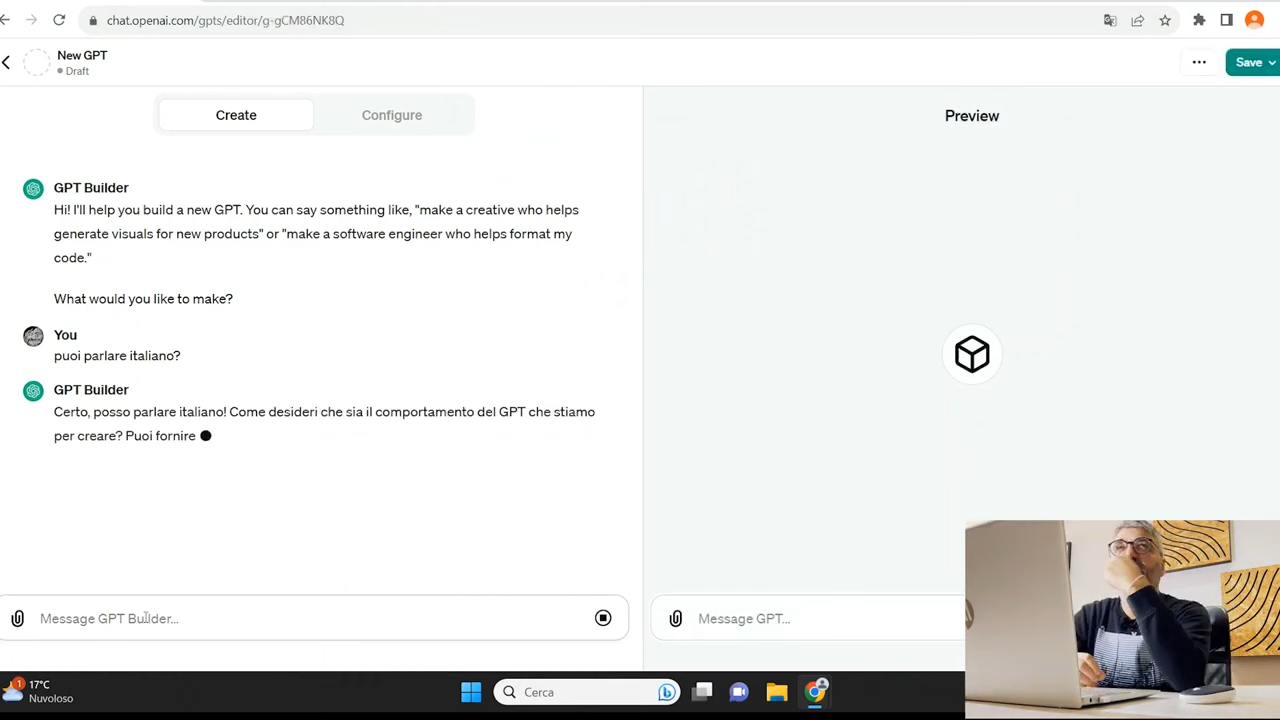 chat.openai.com/gpts/editor/g-gCM86NK8Q
New GPT
Draft
Save
Create
Configure
Preview
GPT Builder
Hi! I'll help you build a new GPT. You can say something like, "make a creative who helps
generate visuals for new products" or "make a software engineer who helps format my
code."
What would you like to make?
You
puoi parlare italiano?
GPT Builder
Certo, posso parlare italiano! Come desideri che sia il comportamento del GPT che stiamo
per creare? Puoi fornire
Message GPT Builder...
Message GPT...
1
17°C
Nuvoloso
Cerca